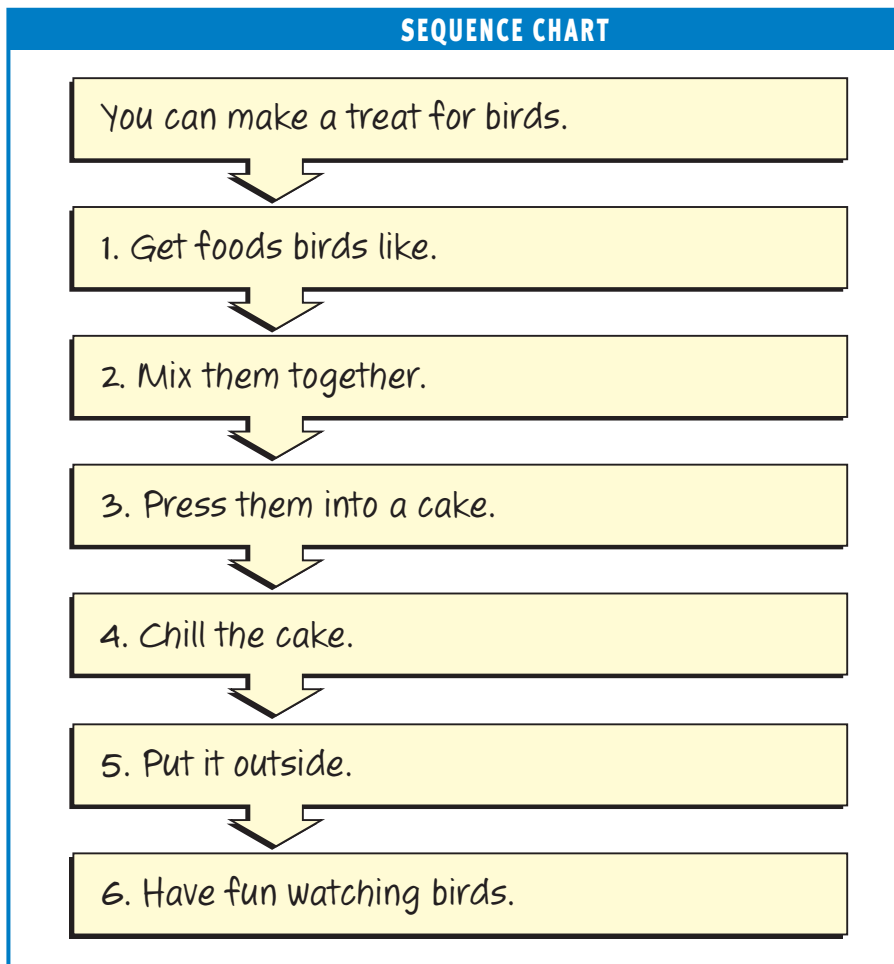 SEQUENCE CHART
You can make a treat for birds.
1. Get foods birds like.
2. Mix them together.
3. Press them into a cake.
4. Chill the cake.
5. Put it outside.
6. Have fun watching birds.